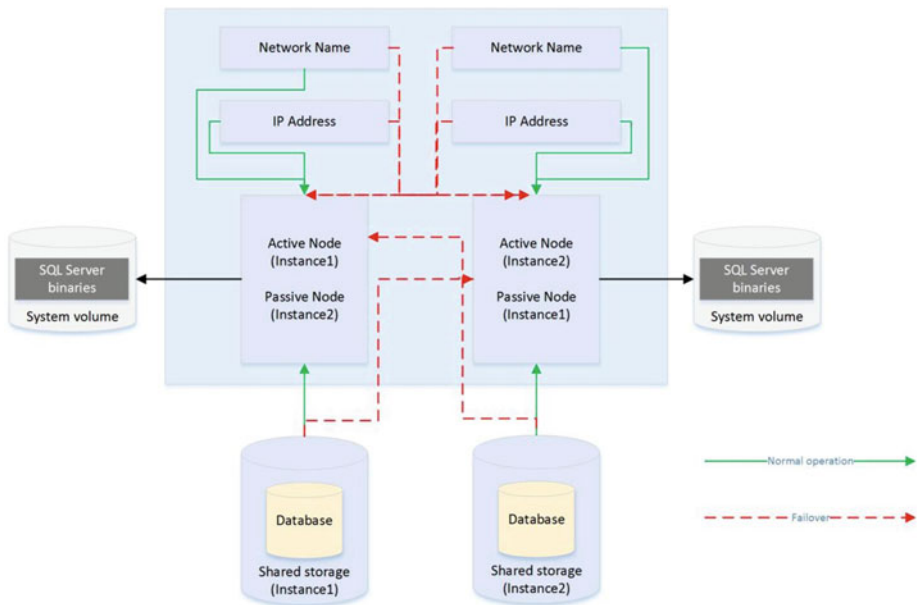 Network Name
Network Name
IP Address
IP Address
Active Node
(Instance1)
Passive Node
(Instance2)
Active Node
(Instance2)
Passive Node
(Instance1)
SQL Server
binaries
System volume
SQL Server
binaries
System volume
Database
Shared storage
(Instance1)
Database
Shared storage
(Instance2)
Normal operation
Failover